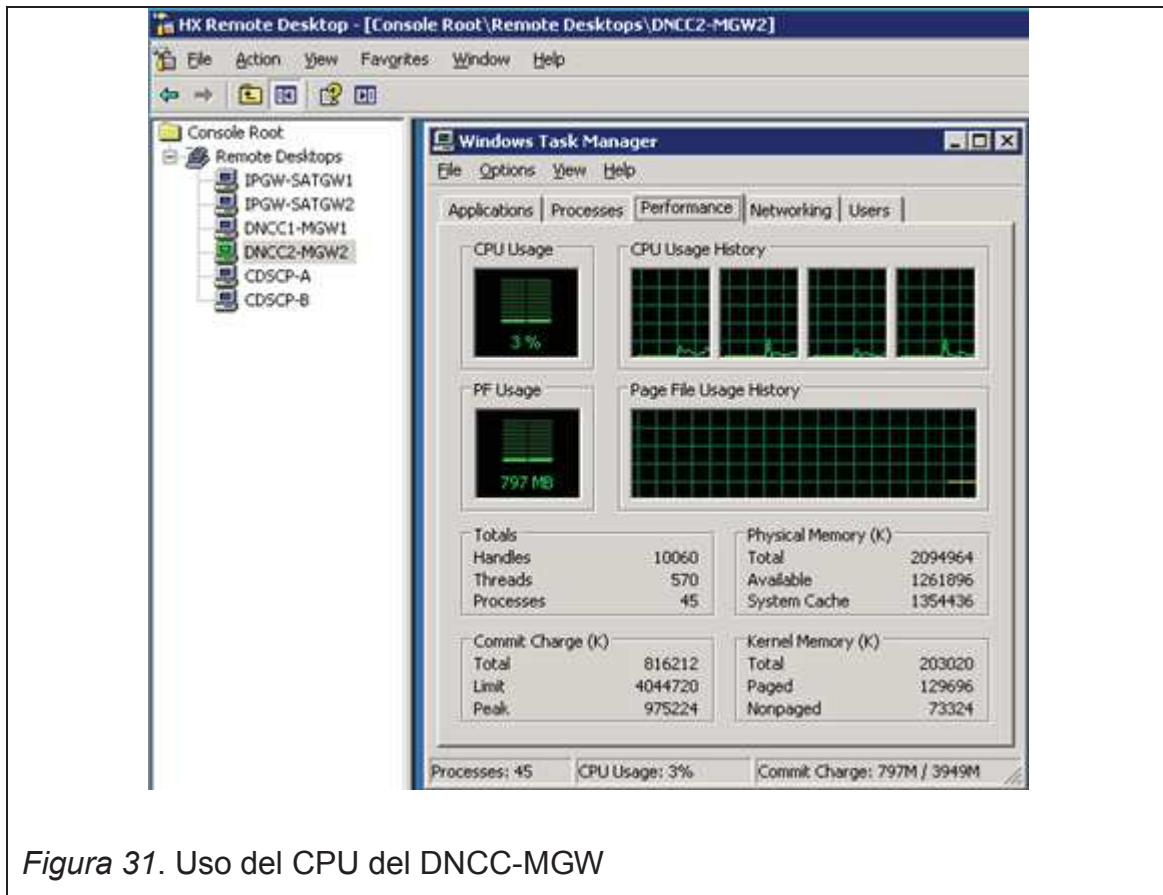 HX Remote Desktop - [Console Root\Remote Desktops\DNCC2-MGW2]
File Action View Favorites Window Help
Console Root
Remote Desktops
IPGW-SATGW1
IPGW-SATGW2
DNCC1-MGW1
DNCC2-MGW2
CDSCP-A
CDSCP-B
Windows Task Manager
File Options View Help
Applications Processes Performance Networking Users
CPU Usage CPU Usage History
3 %
PF Usage Page File Usage History
797 MB
Totals
Handles 10060
Threads 570
Processes 45
Physical Memory (K)
Total 2094964
Available 1261896
System Cache 1354436
Commit Charge (K)
Total 816212
Limit 4044720
Peak 975224
Kernel Memory (K)
Total 203020
Paged 129696
Nonpaged 73324
Processes: 45 CPU Usage: 3% Commit Charge: 797M / 3949M
Figura 31. Uso del CPU del DNCC-MGW